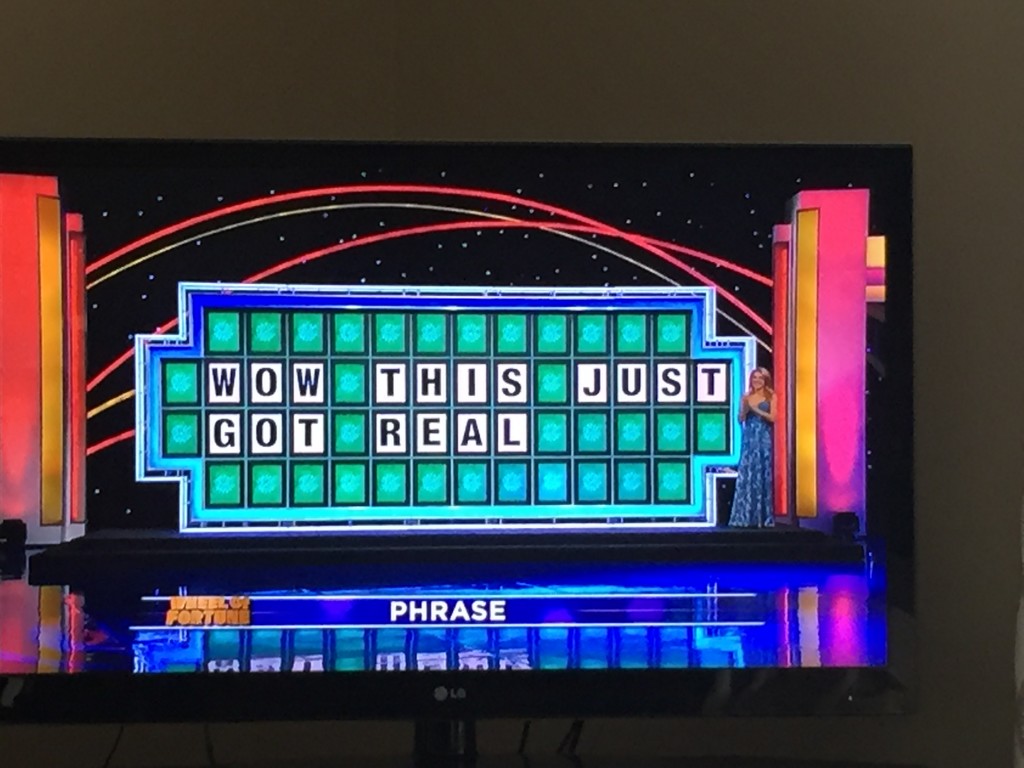 WOW THIS JUST
GOT REAL
WHEEL OF
FORTUNE
PHRASE
LG